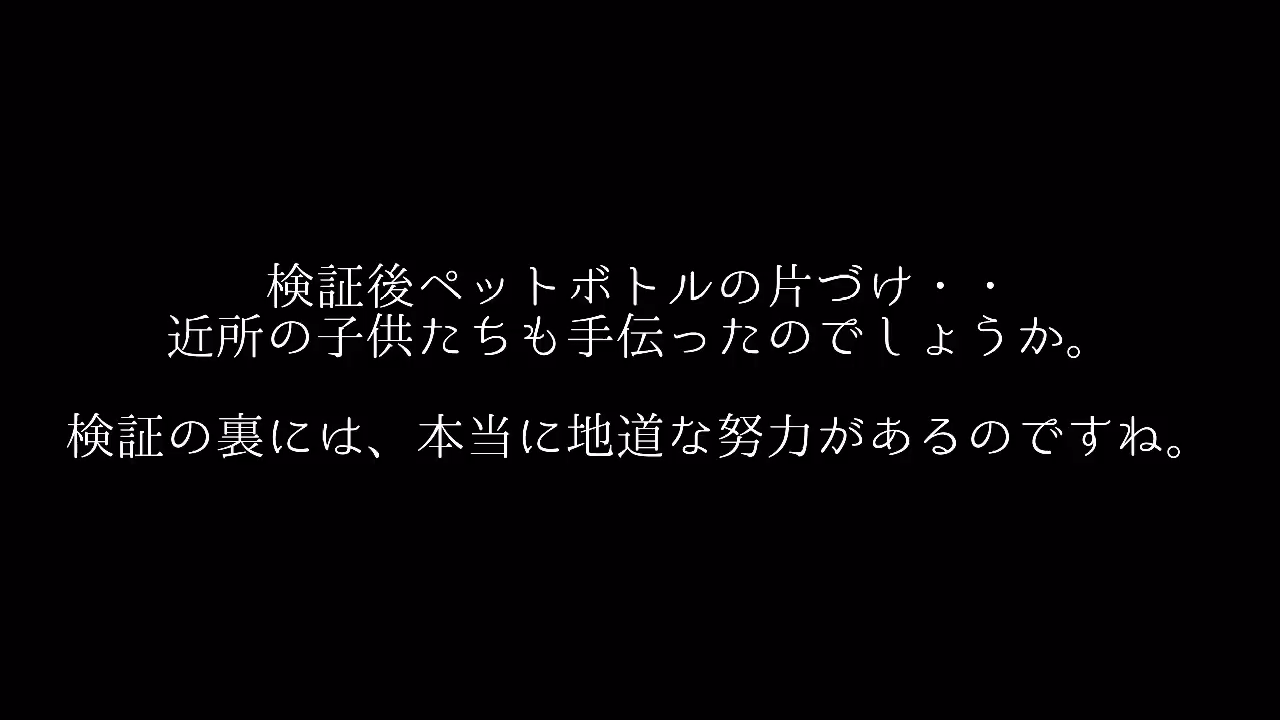 検証後ペットボトルの片づけ・・
近所の子供たちも手伝ったのでしょうか。
検証の裏には、本当に地道な努力があるのですね。